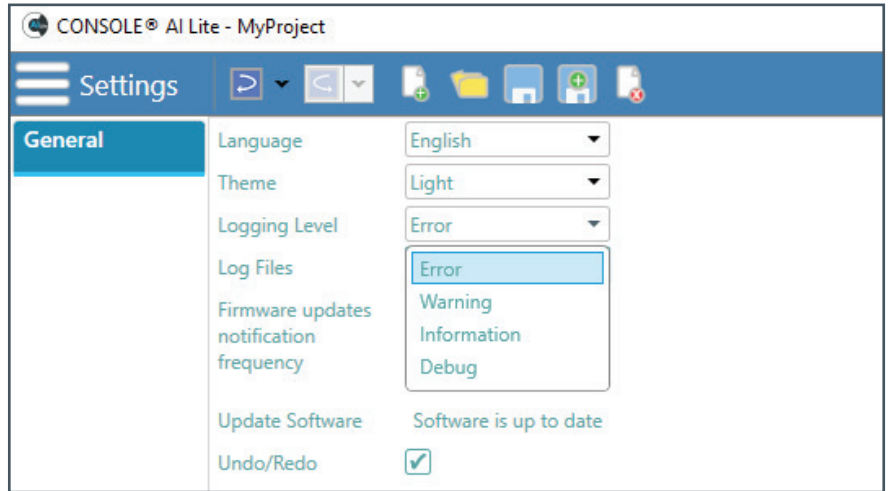 CONSOLE® AI Lite - MyProject
Settings
General
Language English
Theme Light
Logging Level Error
Log Files Error
Warning
Information
Debug
Firmware updates
notification
frequency
Update Software Software is up to date
Undo/Redo